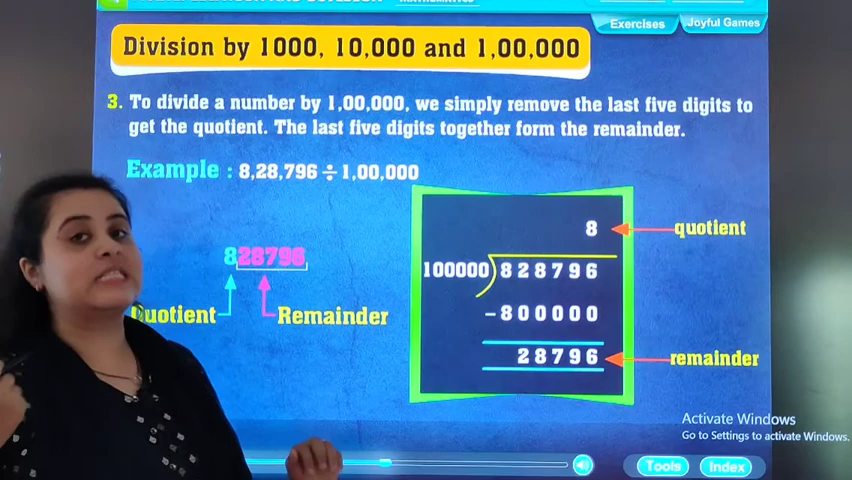 MATHEMATICS
Exercises
Joyful Games
Division by 1000, 10,000 and 1,00,000
3. To divide a number by 1,00,000, we simply remove the last five digits to
get the quotient. The last five digits together form the remainder.
Example : 8,28,796 ÷ 1,00,000
828796
Quotient
Remainder
8
quotient
100000 828796
-800000
28796
remainder
Activate Windows
Go to Settings to activate Windows.
Tools
Index